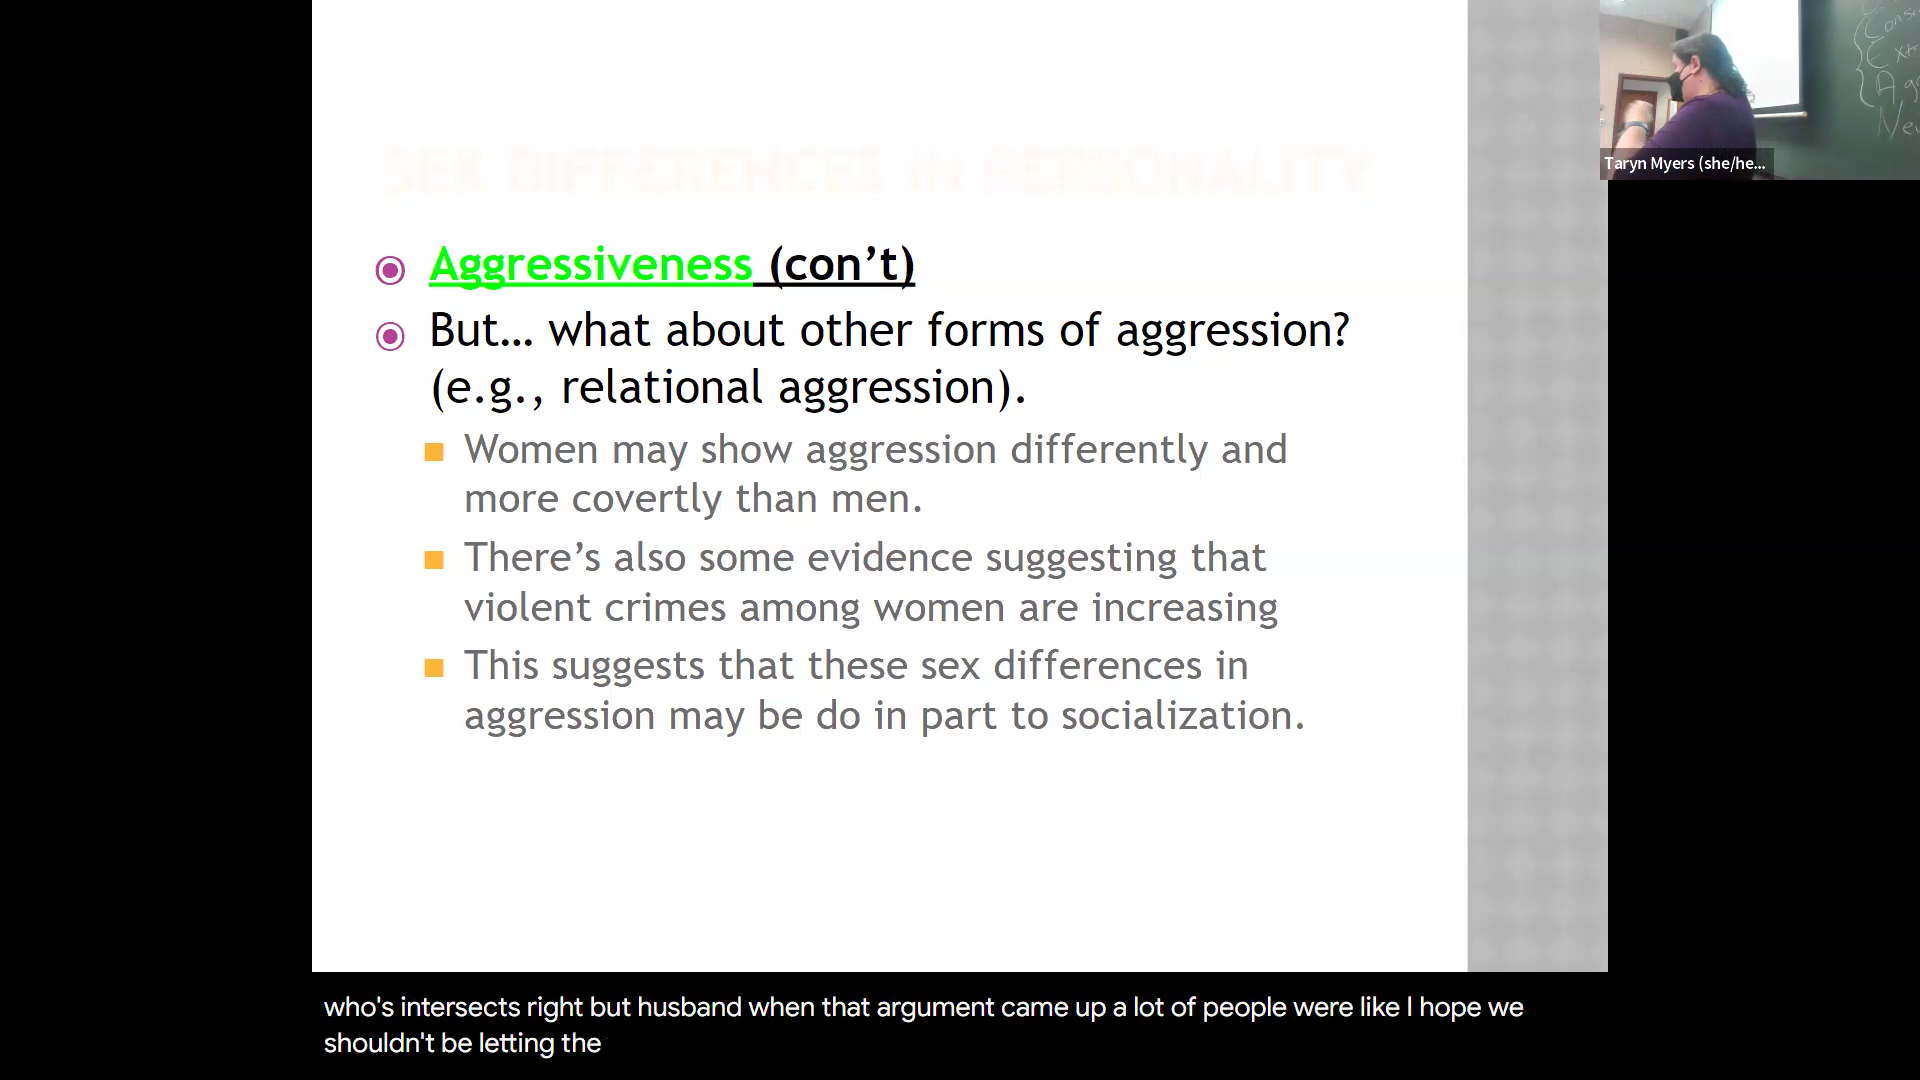 SEX DIFFERENCES IN PERSONALITY
Aggressiveness (con’t)
But... what about other forms of aggression?
(e.g., relational aggression).
Women may show aggression differently and
more covertly than men.
There’s also some evidence suggesting that
violent crimes among women are increasing
This suggests that these sex differences in
aggression may be do in part to socialization.
Taryn Myers (she/he...
who's intersects right but husband when that argument came up a lot of people were like I hope we
shouldn't be letting the